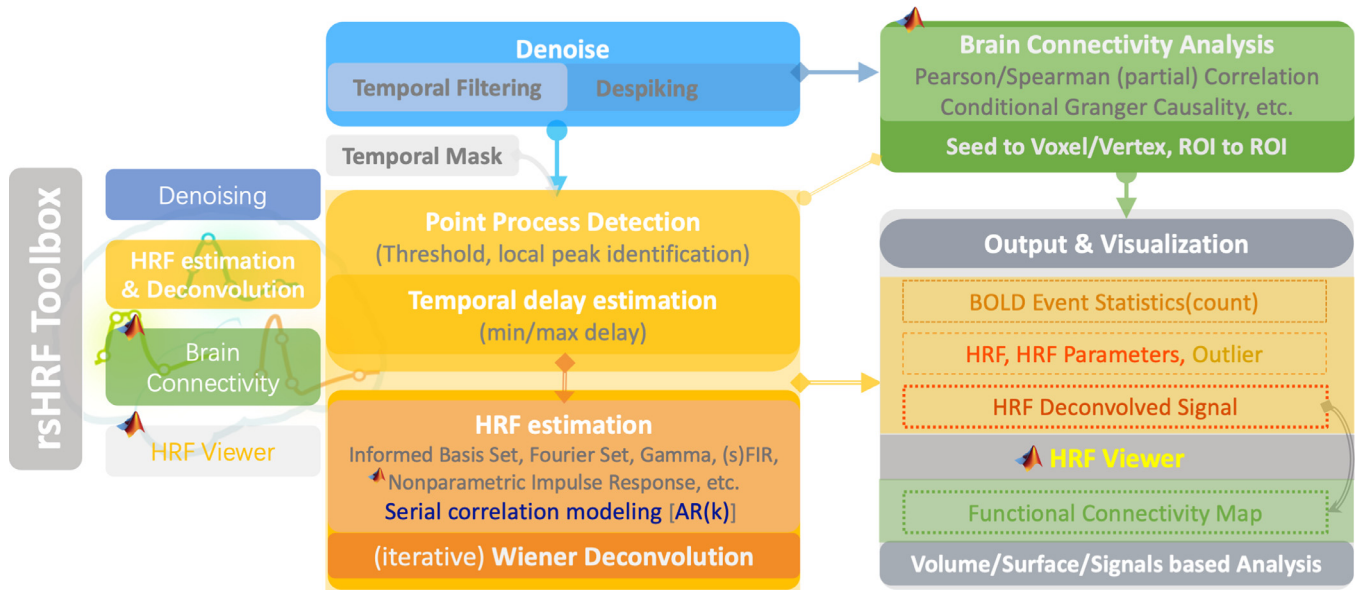 rsHRF Toolbox
Denoising
HRF estimation
& Deconvolution
Brain
Connectivity
HRF Viewer
Denoise
Temporal Filtering
Despiking
Temporal Mask
Point Process Detection
(Threshold, local peak identification)
Temporal delay estimation
(min/max delay)
HRF estimation
Informed Basis Set, Fourier Set, Gamma, (s)FIR,
Nonparametric Impulse Response, etc.
Serial correlation modeling [AR(k)]
(iterative) Wiener Deconvolution
Brain Connectivity Analysis
Pearson/Spearman (partial) Correlation
Conditional Granger Causality, etc.
Seed to Voxel/Vertex, ROI to ROI
Output & Visualization
BOLD Event Statistics(count)
HRF, HRF Parameters, Outlier
HRF Deconvolved Signal
HRF Viewer
Functional Connectivity Map
Volume/Surface/Signals based Analysis